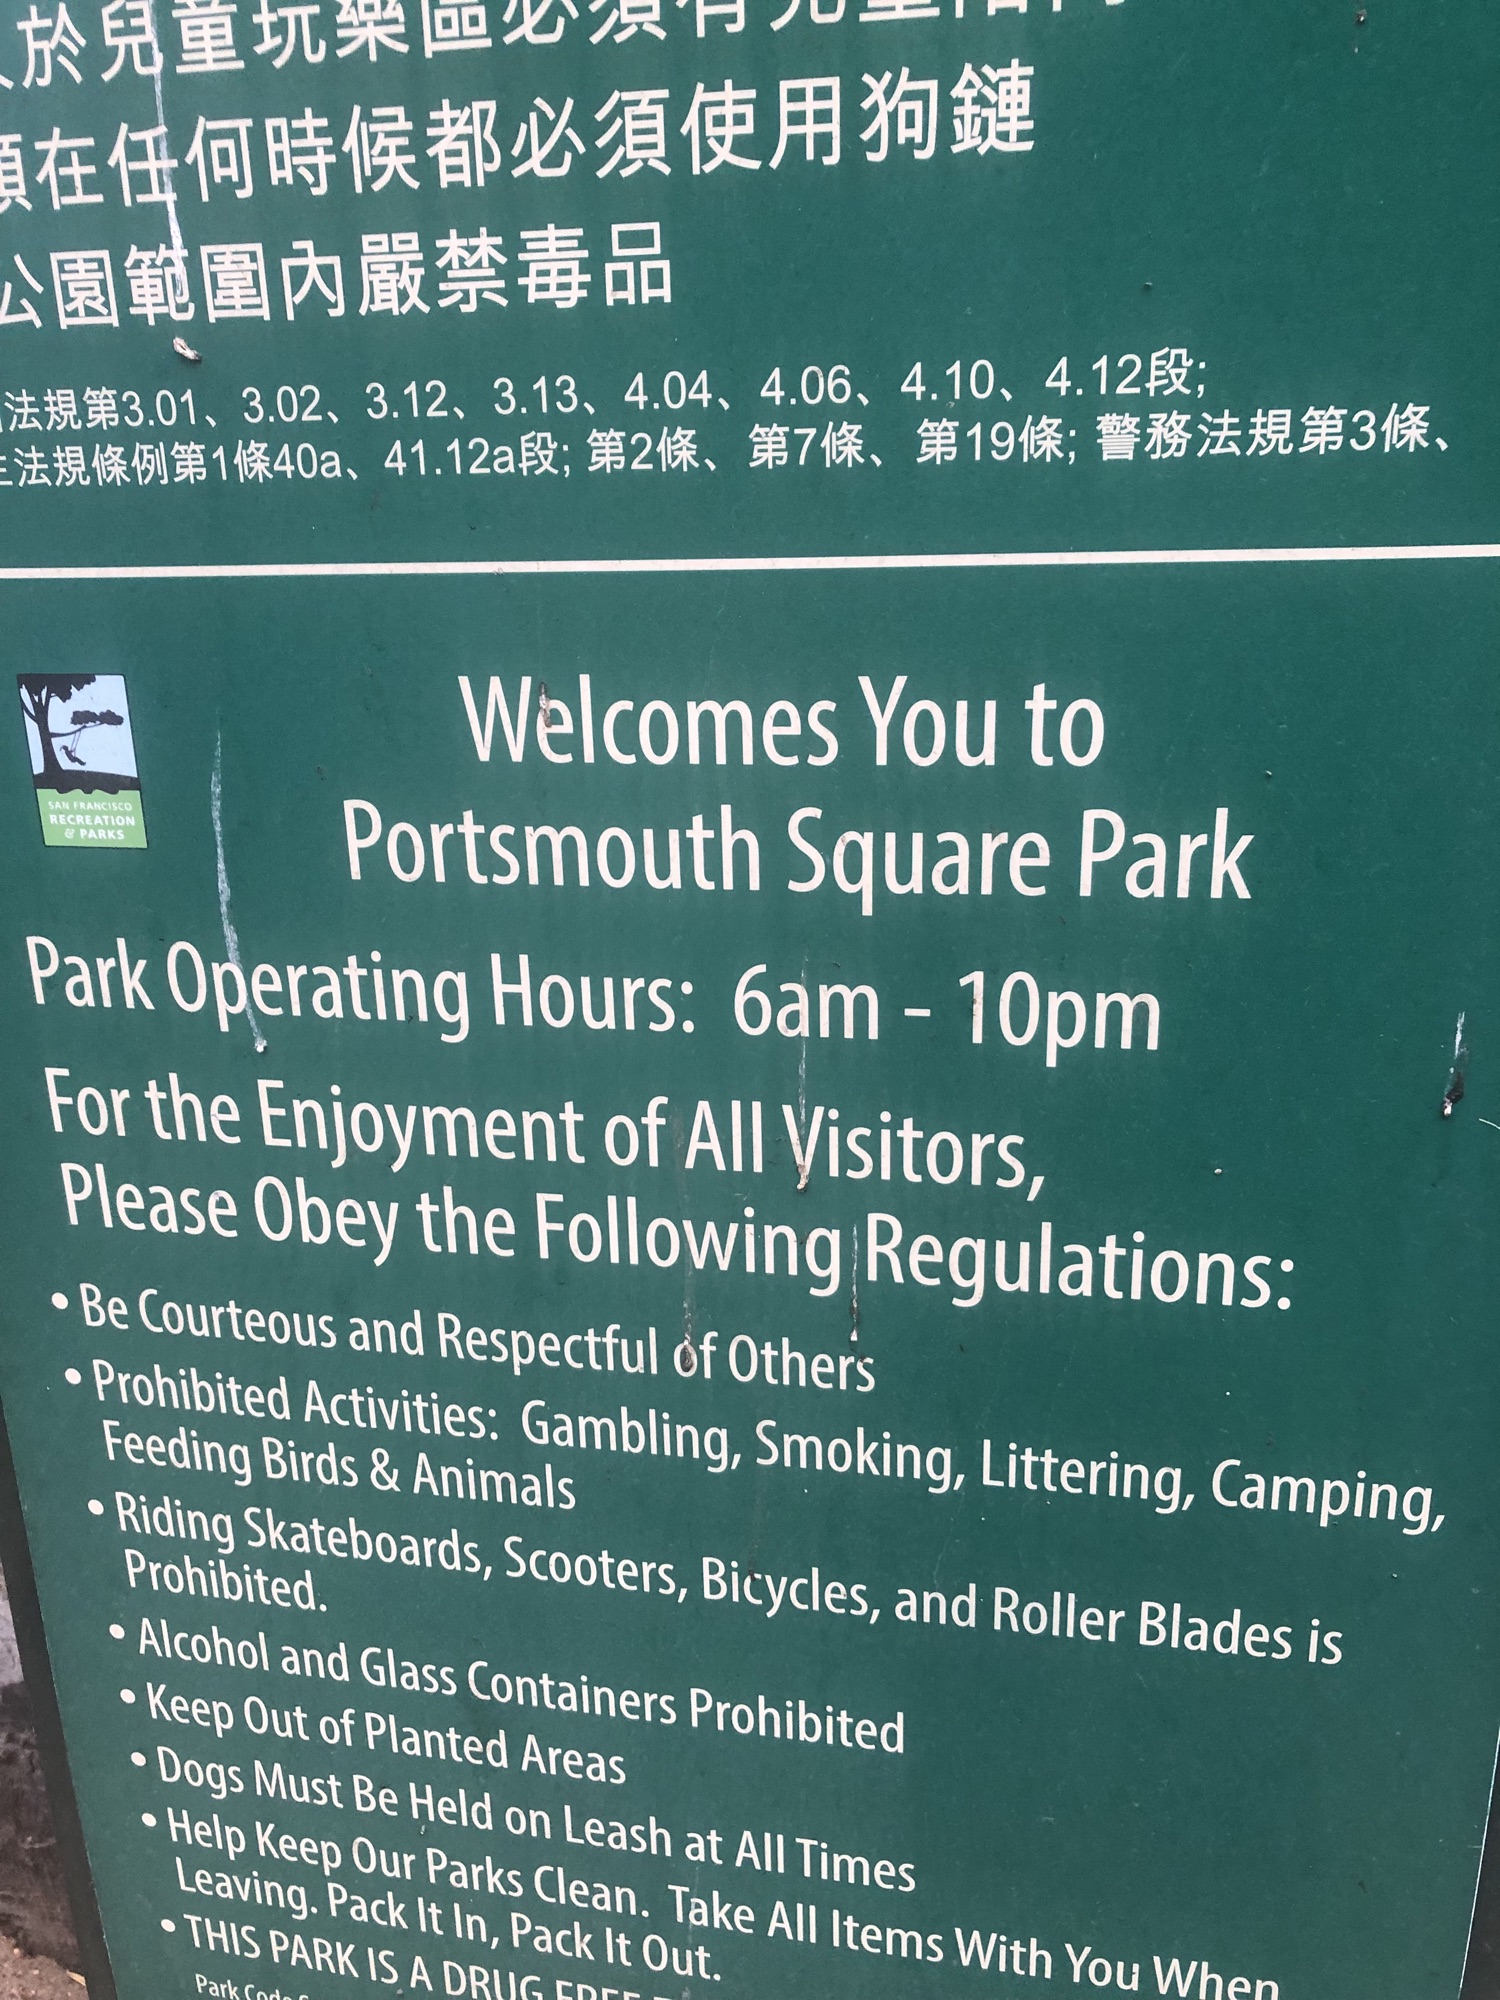 於兒童玩樂區必須有兒童陪同
在任何時候都必須使用狗鏈
公園範圍內嚴禁毒品
法規第3.01、3.02、3.12、3.13、4.04、4.06、4.10、4.12段;
法規條例第1條40a、41.12a段; 第2條、第7條、第19條; 警務法規第3條、
SAN FRANCISCO
RECREATION
& PARKS
Welcomes You to
Portsmouth Square Park
Park Operating Hours: 6am - 10pm
For the Enjoyment of All Visitors,
Please Obey the Following Regulations:
• Be Courteous and Respectful of Others
• Prohibited Activities: Gambling, Smoking, Littering, Camping,
Feeding Birds & Animals
• Riding Skateboards, Scooters, Bicycles, and Roller Blades is
Prohibited.
• Alcohol and Glass Containers Prohibited
• Keep Out of Planted Areas
• Dogs Must Be Held on Leash at All Times
• Help Keep Our Parks Clean. Take All Items With You When
Leaving. Pack It In, Pack It Out.
• THIS PARK IS A DRUG FREE
Park Code